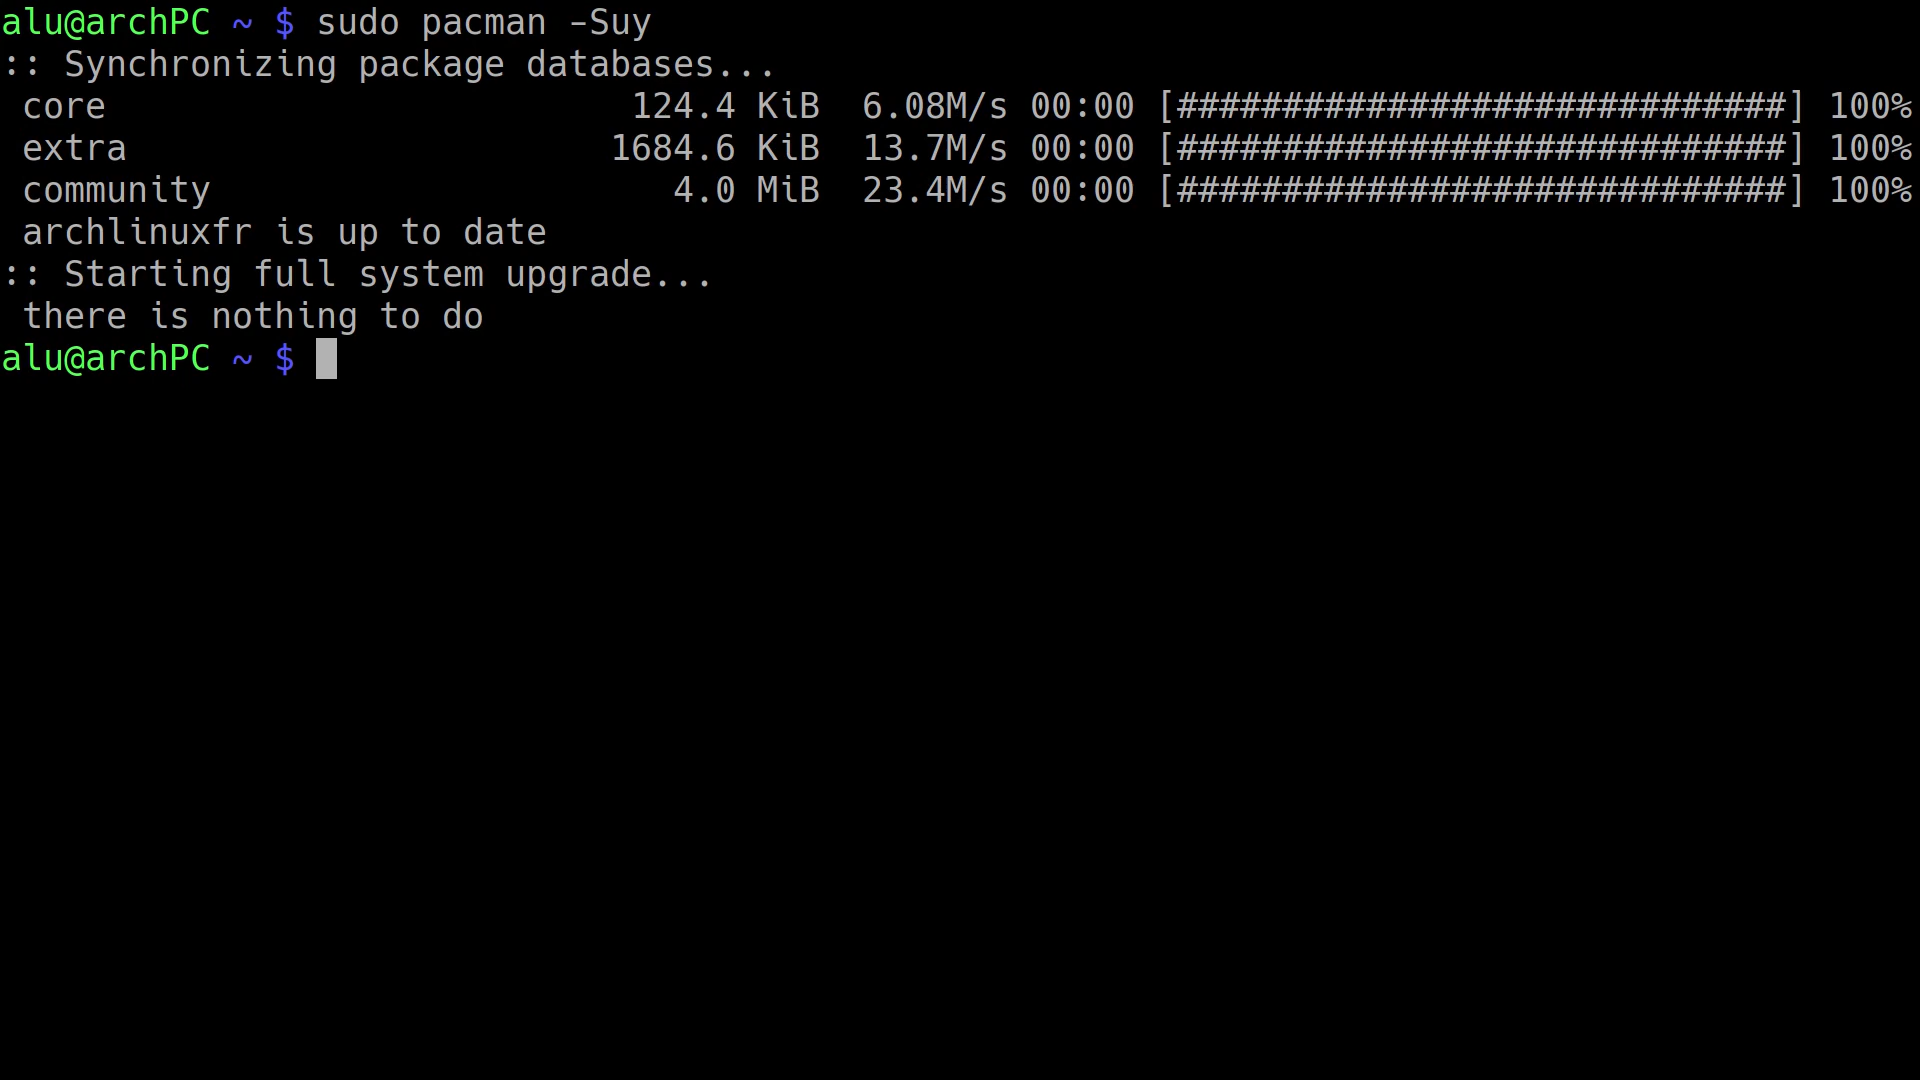 alu@archPC ~ $ sudo pacman -Suy
:: Synchronizing package databases...
 core                         124.4 KiB  6.08M/s 00:00 [#############################] 100%
 extra                       1684.6 KiB  13.7M/s 00:00 [#############################] 100%
 community                      4.0 MiB  23.4M/s 00:00 [#############################] 100%
 archlinuxfr is up to date
:: Starting full system upgrade...
 there is nothing to do
alu@archPC ~ $